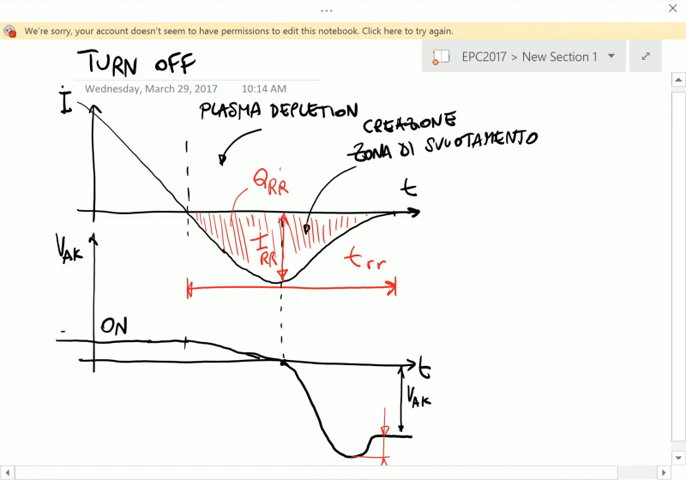 We're sorry, your account doesn't seem to have permissions to edit this notebook. Click here to try again.
EPC2017 > New Section 1
TURN OFF
Wednesday, March 29, 2017 10:14 AM
i
PLASMA DEPLETION
CREAZIONE
ZONA DI SVUOTAMENTO
QRR
t
IRR
trr
VAK
ON
t
VAK